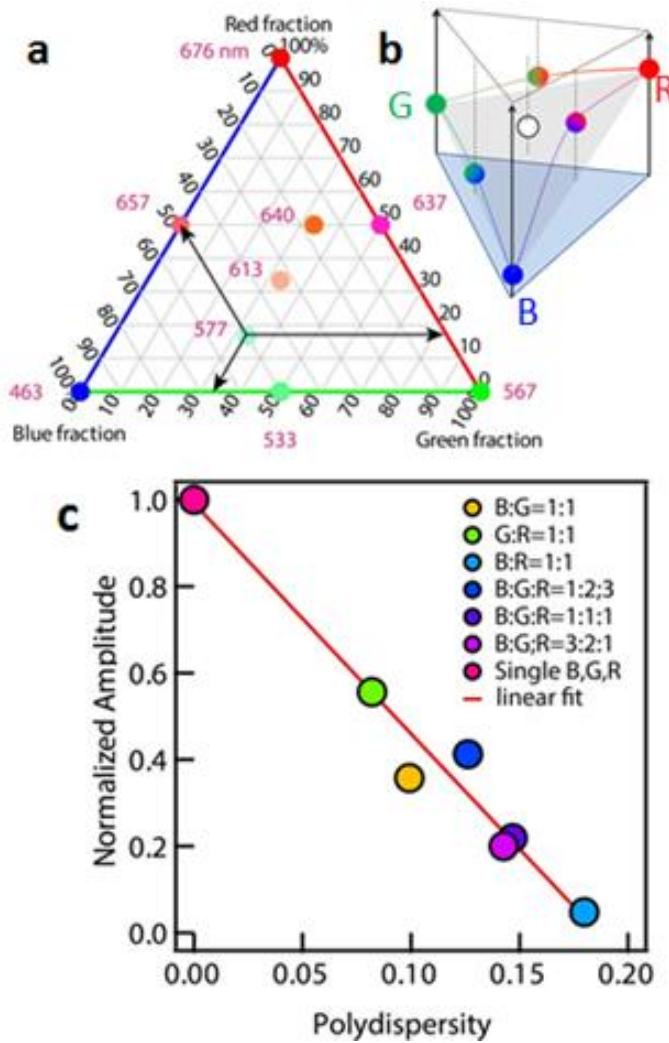 a
Red fraction
676 nm
0
10
20
30
40
50
60
70
80
90
100
100%
90
80
70
60
50
40
30
20
10
0
657
640
637
613
577
463
567
0 10 20 30 40 50 60 70 80 90 100
Blue fraction
533
Green fraction
b
G
R
B
c
B:G=1:1
G:R=1:1
B:R=1:1
B:G:R=1:2;3
B:G:R=1:1:1
B:G;R=3:2:1
Single B,G,R
linear fit
Normalized Amplitude
1.0
0.8
0.6
0.4
0.2
0.0
0.00 0.05 0.10 0.15 0.20
Polydispersity